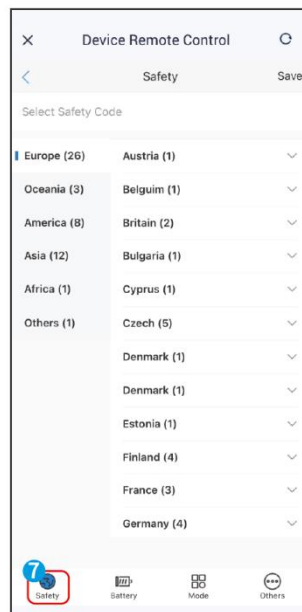 Device Remote Control
Safety Save
Select Safety Code
Europe (26) Austria (1)
Oceania (3) Belguim (1)
America (8) Britain (2)
Asia (12) Bulgaria (1)
Africa (1) Cyprus (1)
Others (1) Czech (5)
Denmark (1)
Denmark (1)
Estonia (1)
Finland (4)
France (3)
Germany (4)
7
Safety Battery Mode Others